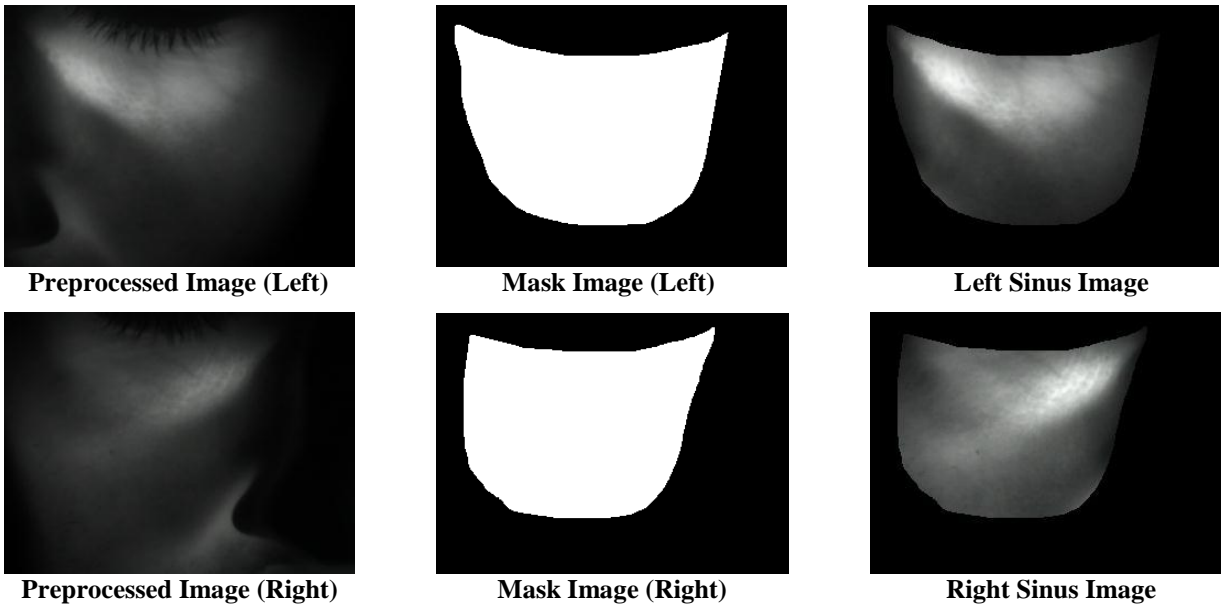 Preprocessed Image (Left)
Mask Image (Left)
Left Sinus Image
Preprocessed Image (Right)
Mask Image (Right)
Right Sinus Image